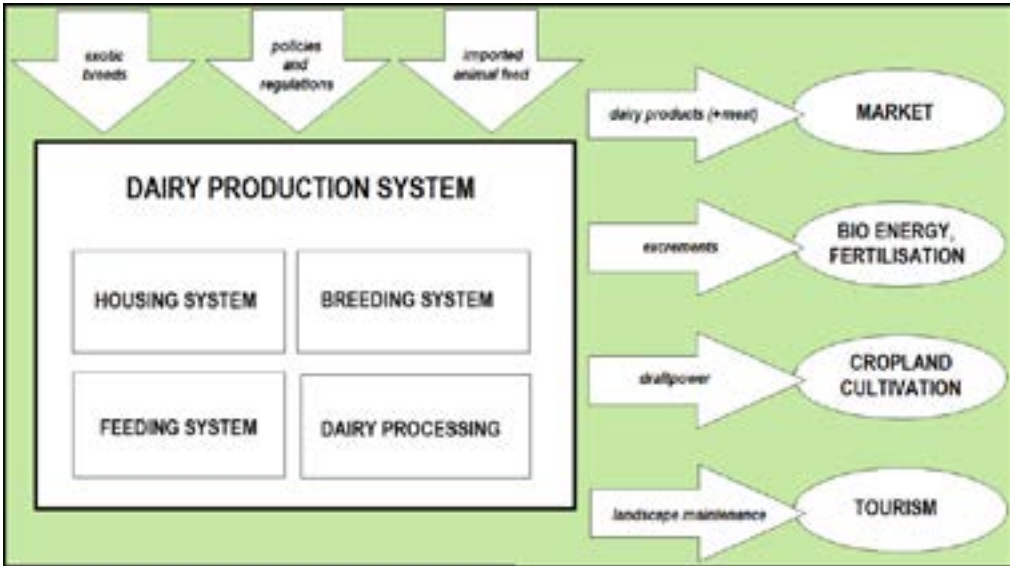 exotic
breeds
policies
and
regulations
imported
animal feed
dairy products (+meat)
MARKET
DAIRY PRODUCTION SYSTEM
HOUSING SYSTEM
BREEDING SYSTEM
FEEDING SYSTEM
DAIRY PROCESSING
excrements
BIO ENERGY,
FERTILISATION
draftpower
CROPLAND
CULTIVATION
landscape maintenance
TOURISM